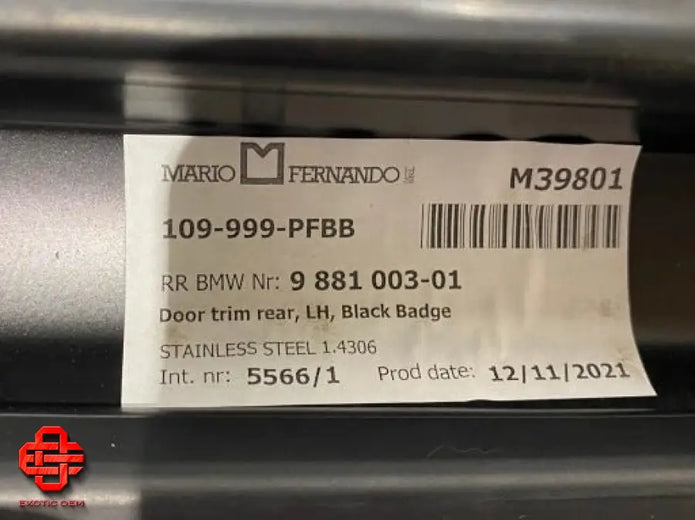 MARIO M FERNANDO
M39801
109-999-PFBB
RR BMW Nr: 9 881 003-01
Door trim rear, LH, Black Badge
STAINLESS STEEL 1.4306
Int. nr: 5566/1 Prod date: 12/11/2021
EXOTIC OEM